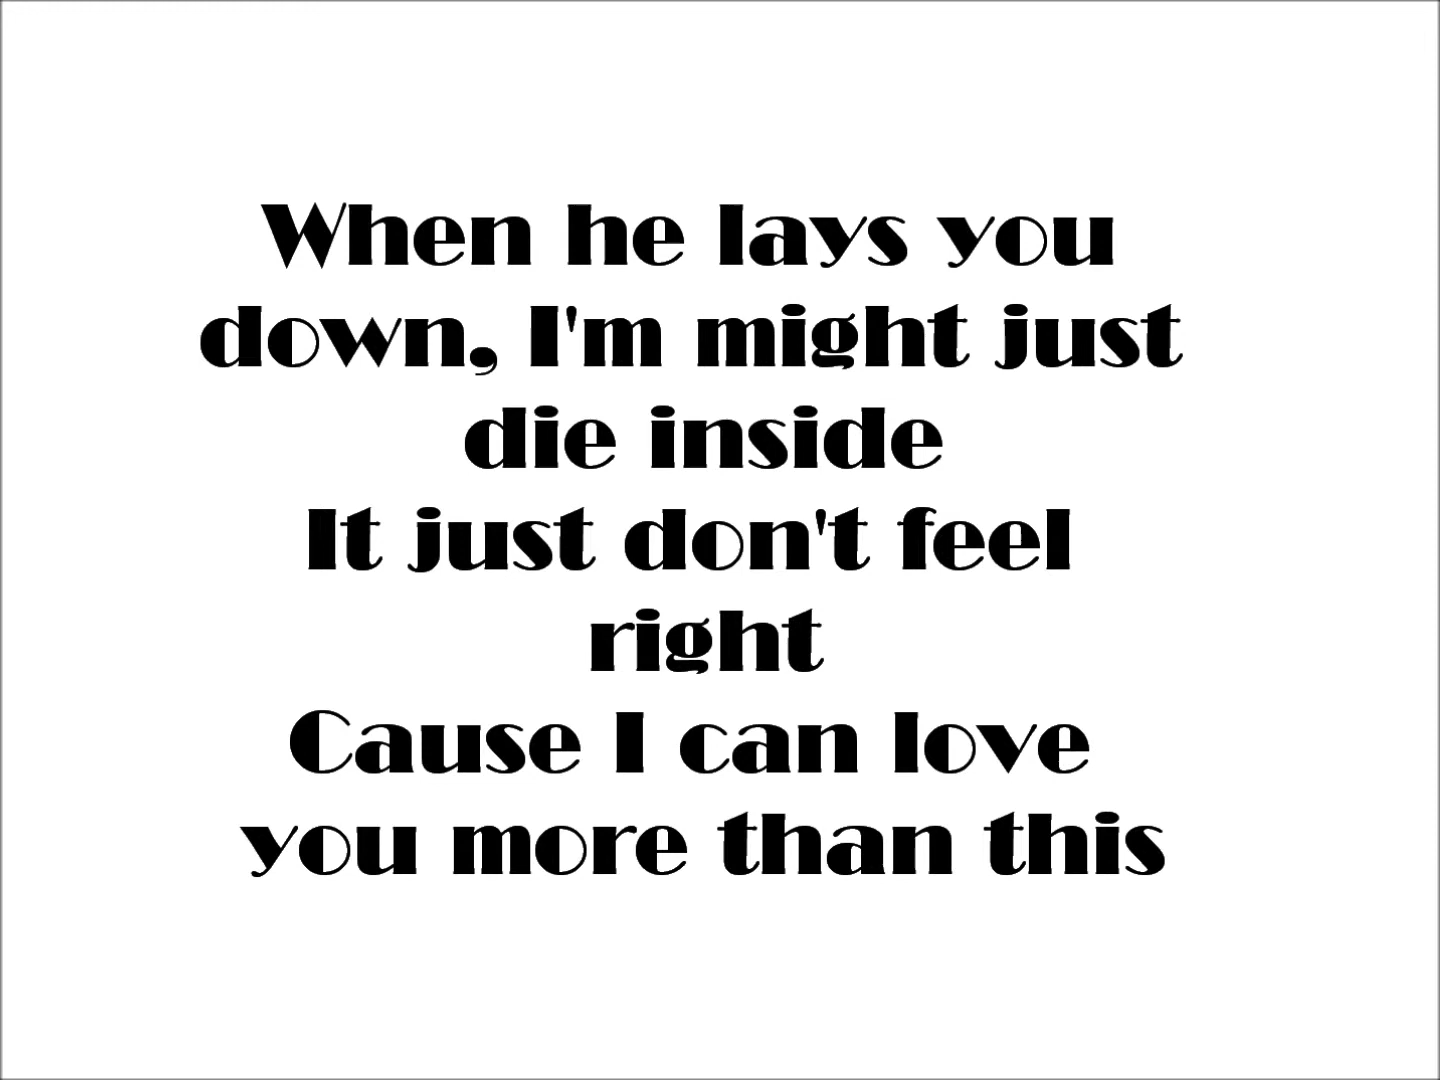 When he lays you
down, I'm might just
die inside
It just don't feel
right
Cause I can love
you more than this